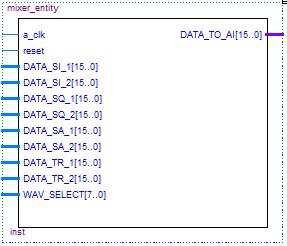 mixer_entity
a_clk DATA_TO_AI[15..0]
reset
DATA_SI_1[15..0]
DATA_SI_2[15..0]
DATA_SQ_1[15..0]
DATA_SQ_2[15..0]
DATA_SA_1[15..0]
DATA_SA_2[15..0]
DATA_TR_1[15..0]
DATA_TR_2[15..0]
WAV_SELECT[7..0]
inst